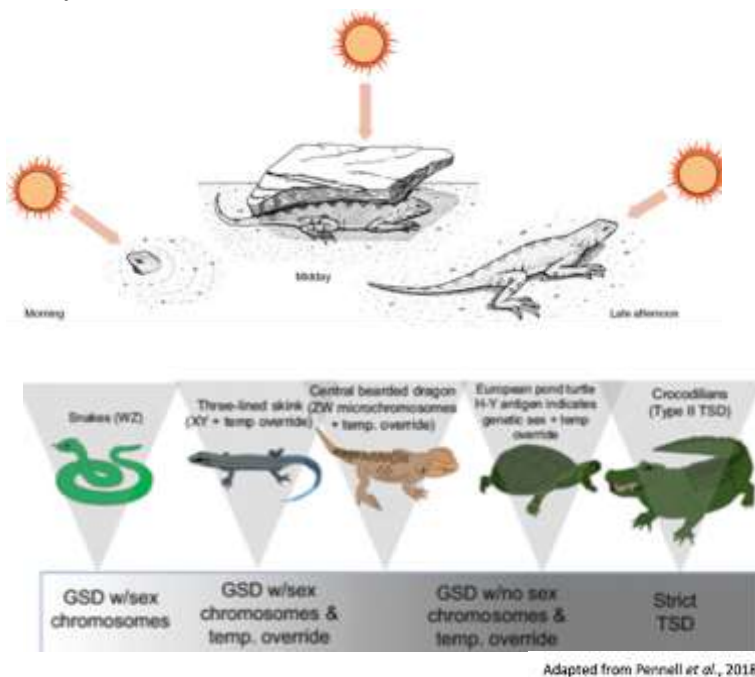 Midday
Morning
Late afternoon
Snakes (WZ)
Three-lined skink
(XY + temp override)
Central bearded dragon
(ZW microchromosomes
+ temp. override)
European pond turtle
H-Y antigen indicates
genetic sex + temp
override
Crocodilians
(Type II TSD)
GSD w/sex
chromosomes
GSD w/sex
chromosomes &
temp. override
GSD w/no sex
chromosomes &
temp. override
Strict
TSD
Adapted from Pennell et al., 2018